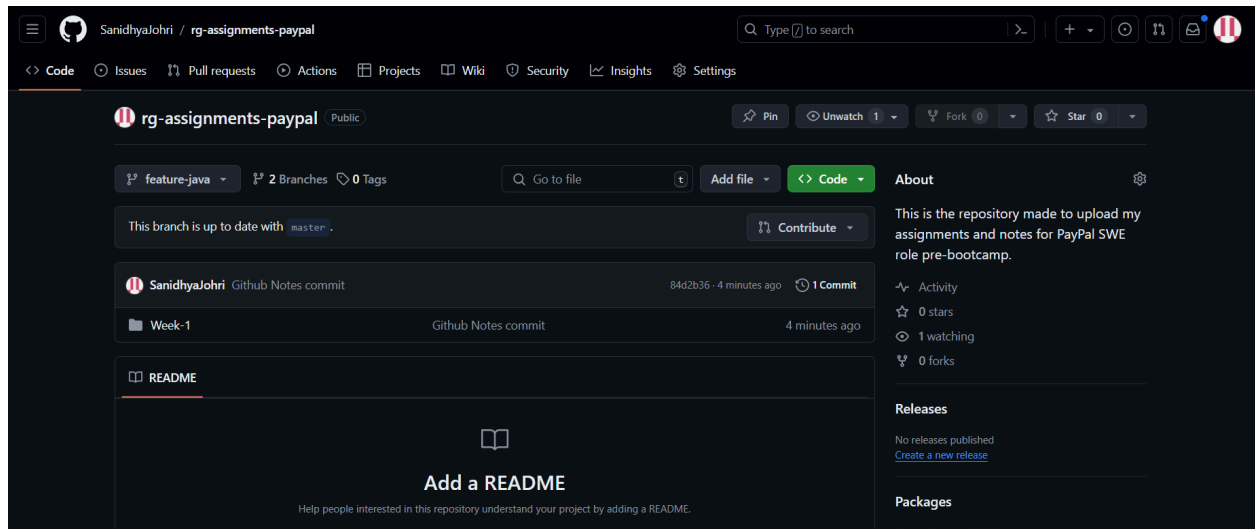 SanidhyaJohri / rg-assignments-paypal
Type / to search
Code Issues Pull requests Actions Projects Wiki Security Insights Settings
rg-assignments-paypal Public
Pin Unwatch 1 Fork 0 Star 0
feature-java 2 Branches 0 Tags Go to file t Add file <> Code
This branch is up to date with master .
Contribute
SanidhyaJohri Github Notes commit 84d2b36 · 4 minutes ago 1 Commit
Week-1 Github Notes commit 4 minutes ago
README
Add a README
Help people interested in this repository understand your project by adding a README.
About
This is the repository made to upload my
assignments and notes for PayPal SWE
role pre-bootcamp.
Activity
0 stars
1 watching
0 forks
Releases
No releases published
Create a new release
Packages